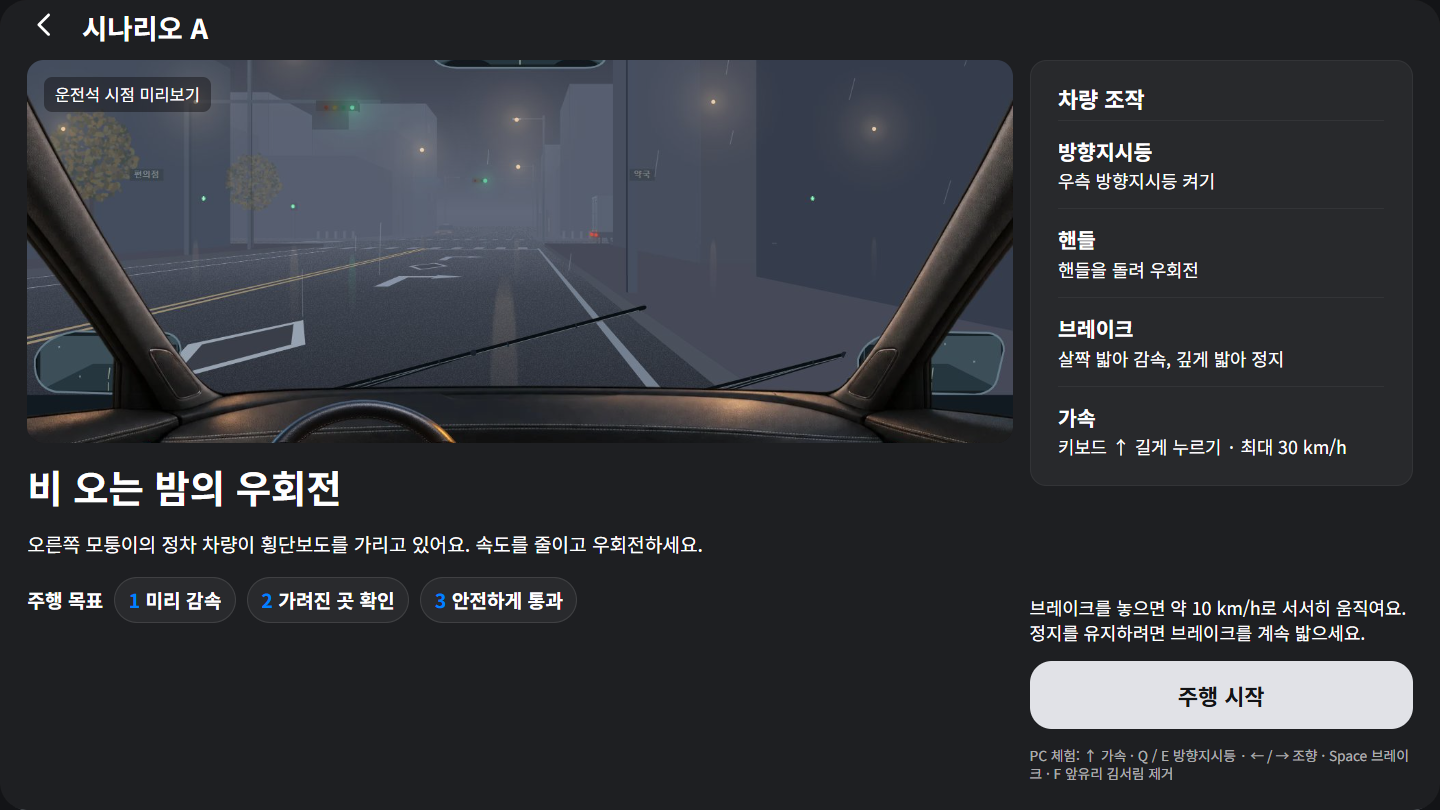 시나리오 A
운전석 시점 미리보기
편의점
약국
비 오는 밤의 우회전
오른쪽 모퉁이의 정차 차량이 횡단보도를 가리고 있어요. 속도를 줄이고 우회전하세요.
주행 목표
1 미리 감속
2 가려진 곳 확인
3 안전하게 통과
차량 조작
방향지시등
우측 방향지시등 켜기
핸들
핸들을 돌려 우회전
브레이크
살짝 밟아 감속, 깊게 밟아 정지
가속
키보드 ↑ 길게 누르기 · 최대 30 km/h
브레이크를 놓으면 약 10 km/h로 서서히 움직여요.
정지를 유지하려면 브레이크를 계속 밟으세요.
주행 시작
PC 체험: ↑ 가속 · Q / E 방향지시등 · ← / → 조향 · Space 브레이
크 · F 앞유리 김서림 제거